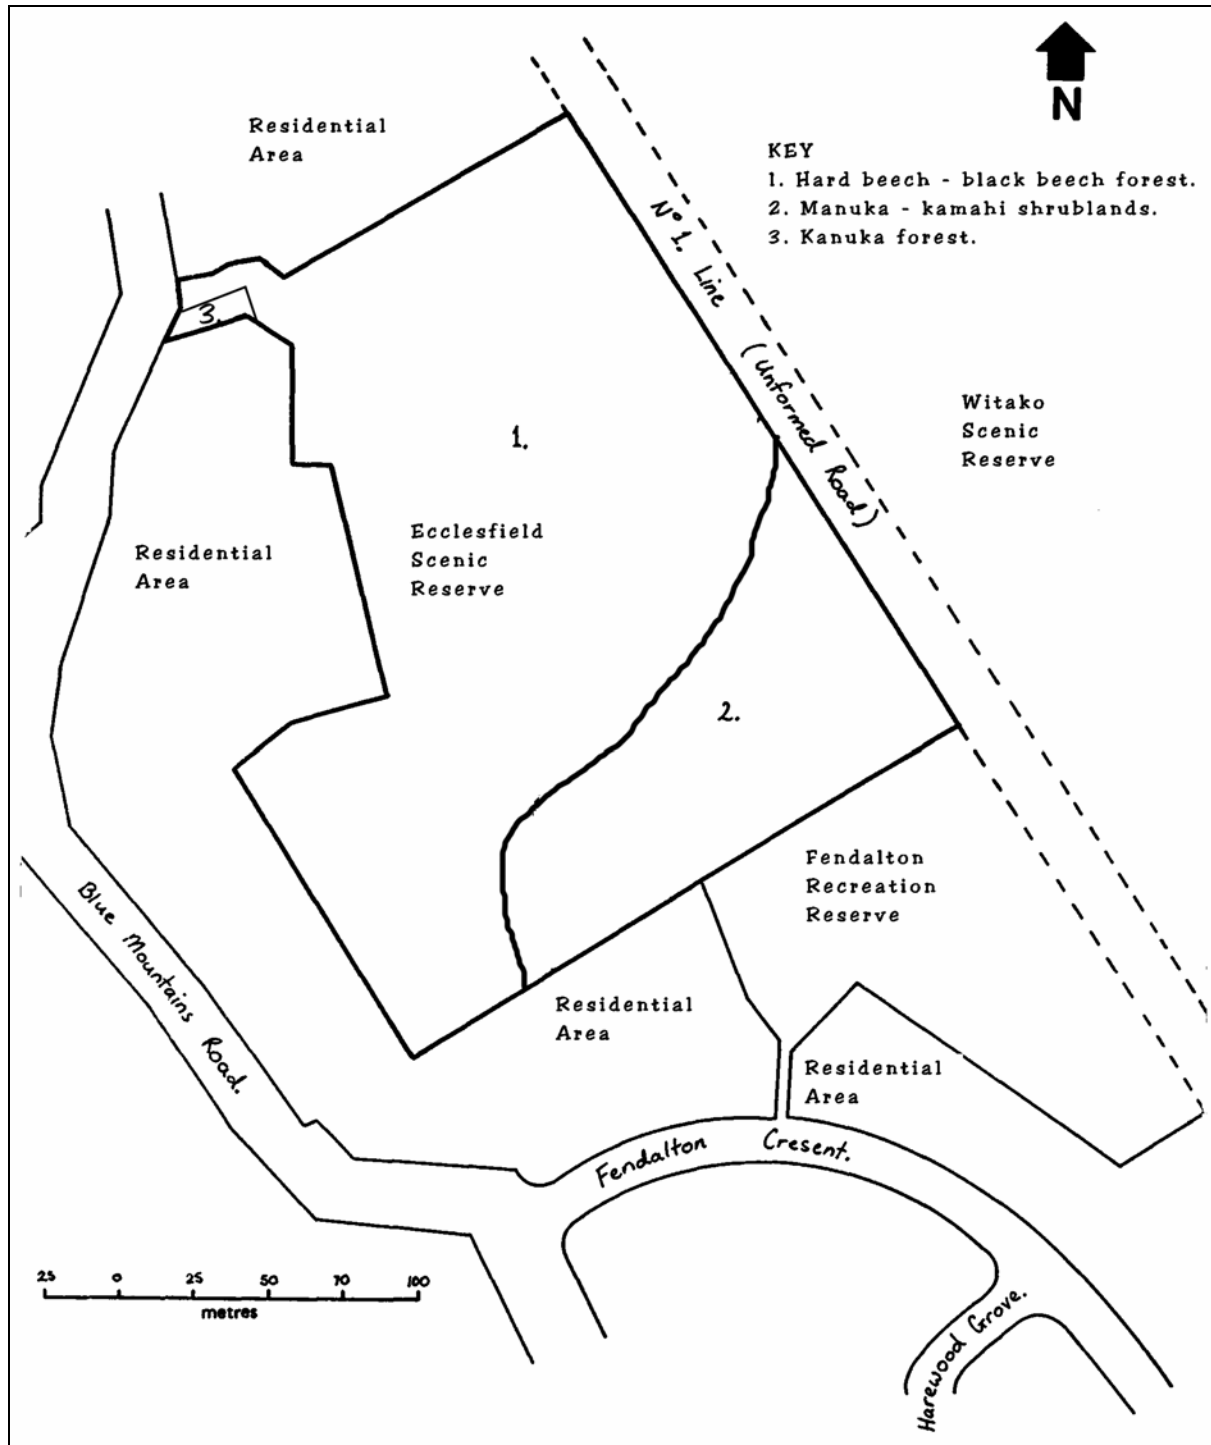 N
Residential
Area
KEY
1. Hard beech - black beech forest.
2. Manuka - kamahi shrublands.
3. Kanuka forest.
Nº 1. Line
(Unformed Road)
3.
Witako
Scenic
Reserve
1.
Ecclesfield
Scenic
Reserve
Residential
Area
2.
Fendalton
Recreation
Reserve
Blue Mountains Road.
Residential
Area
Residential
Area
Fendalton Cresent.
25 0 25 50 70 100
metres
Harewood Grove.